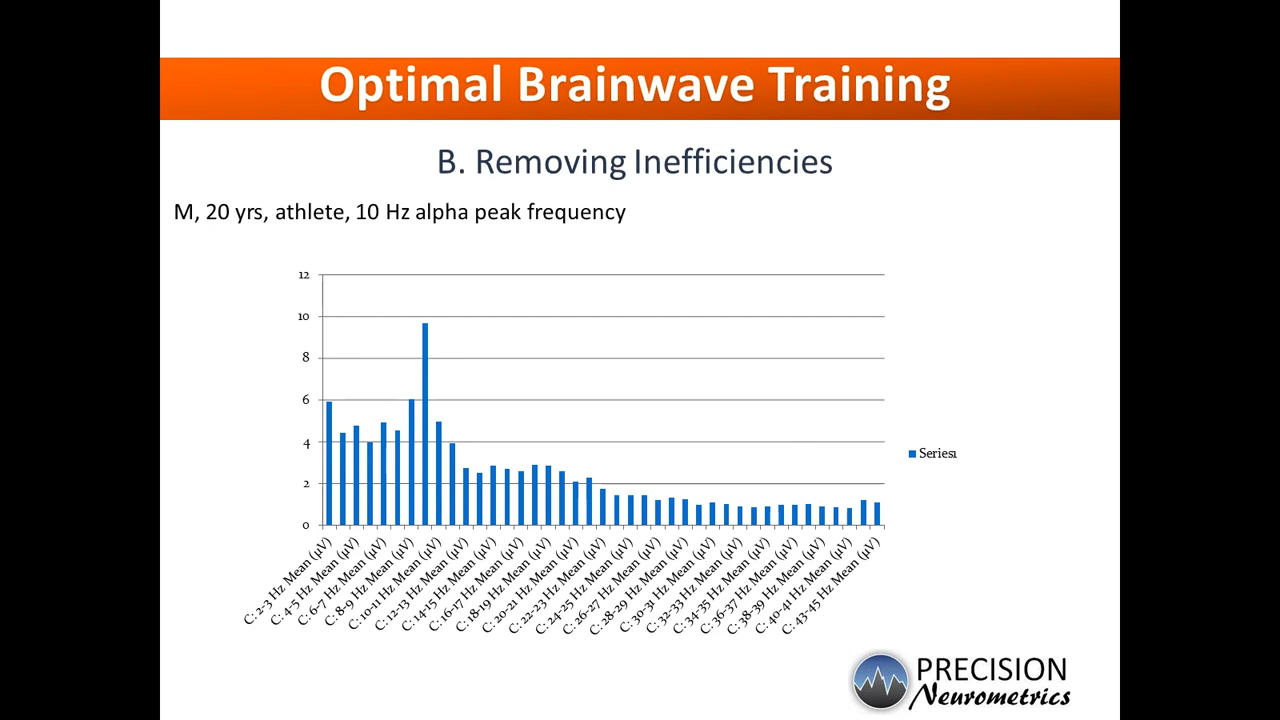 Optimal Brainwave Training
B. Removing Inefficiencies
M, 20 yrs, athlete, 10 Hz alpha peak frequency
12
10
8
6
4
2
0
C: 2-3 Hz Mean (µV)
C: 4-5 Hz Mean (µV)
C: 6-7 Hz Mean (µV)
C: 8-9 Hz Mean (µV)
C: 10-11 Hz Mean (µV)
C: 12-13 Hz Mean (µV)
C: 14-15 Hz Mean (µV)
C: 16-17 Hz Mean (µV)
C: 18-19 Hz Mean (µV)
C: 20-21 Hz Mean (µV)
C: 22-23 Hz Mean (µV)
C: 24-25 Hz Mean (µV)
C: 26-27 Hz Mean (µV)
C: 28-29 Hz Mean (µV)
C: 30-31 Hz Mean (µV)
C: 32-33 Hz Mean (µV)
C: 34-35 Hz Mean (µV)
C: 36-37 Hz Mean (µV)
C: 38-39 Hz Mean (µV)
C: 40-41 Hz Mean (µV)
C: 43-45 Hz Mean (µV)
Series1
PRECISION
Neurometrics